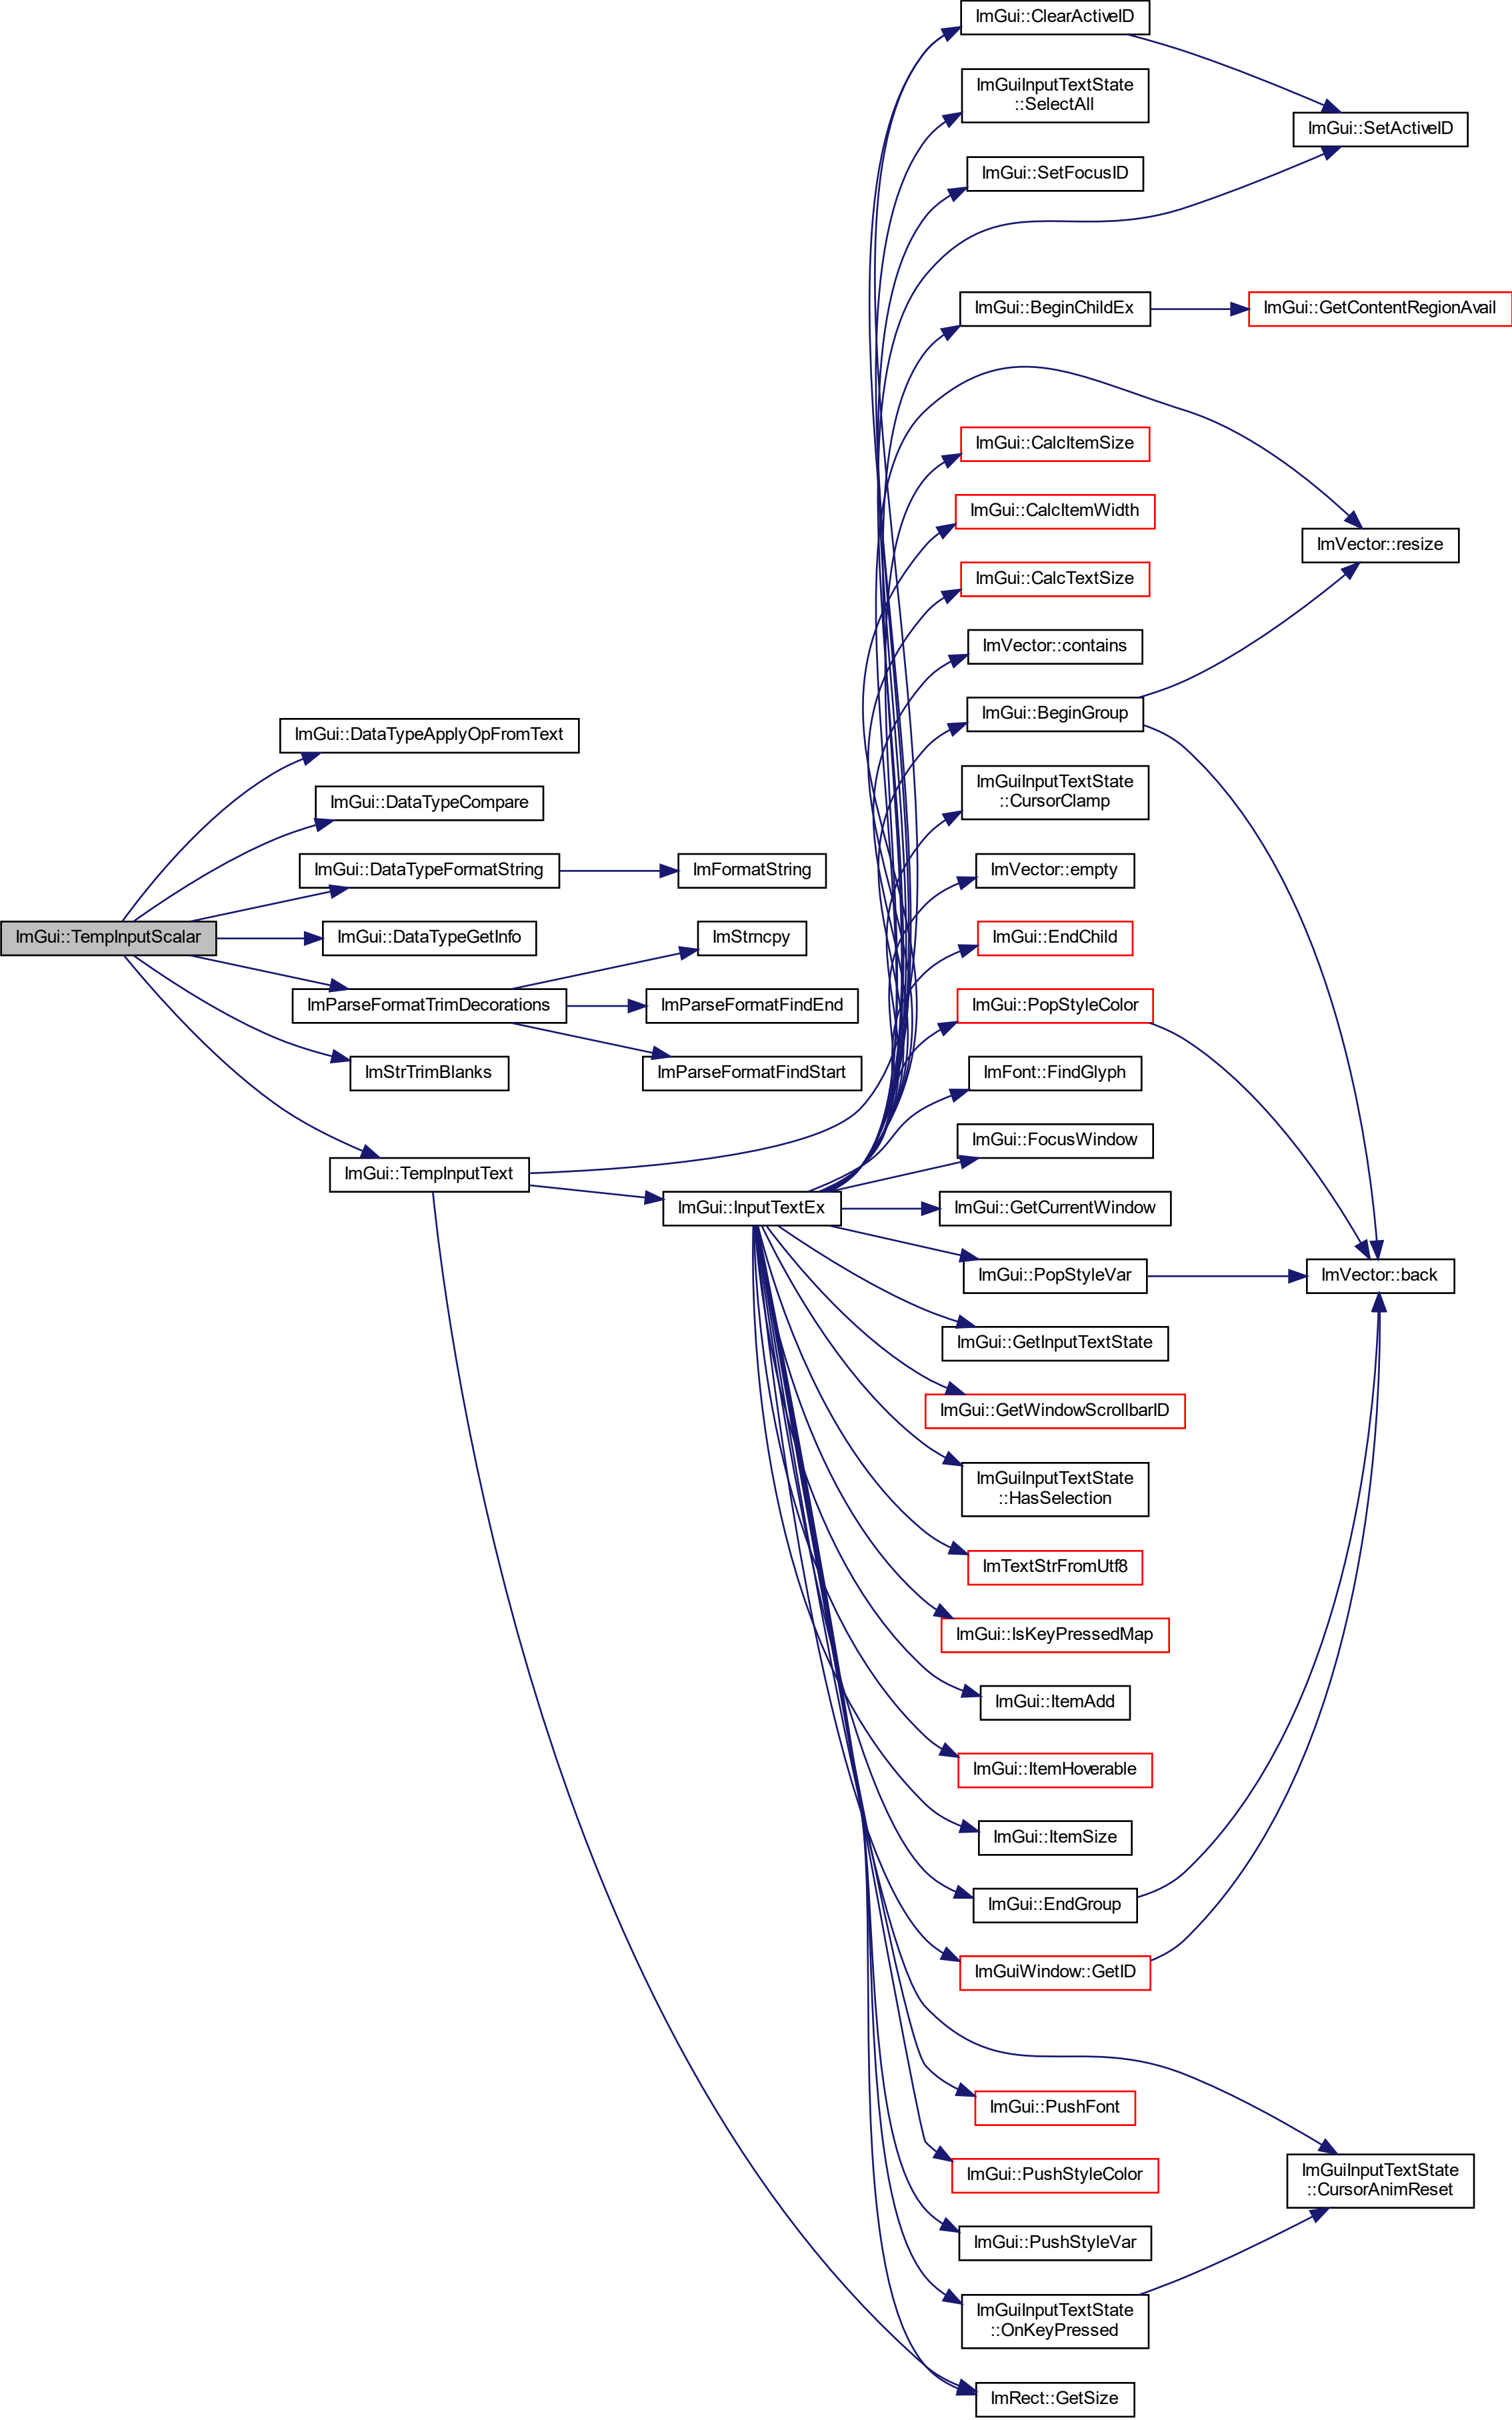 ImGui::TempInputScalar
ImGui::DataTypeApplyOpFromText
ImGui::DataTypeCompare
ImGui::DataTypeFormatString
ImFormatString
ImGui::DataTypeGetInfo
ImParseFormatTrimDecorations
ImStrncpy
ImParseFormatFindEnd
ImParseFormatFindStart
ImStrTrimBlanks
ImGui::TempInputText
ImGui::InputTextEx
ImGui::ClearActiveID
ImGuiInputTextState
::SelectAll
ImGui::SetFocusID
ImGui::SetActiveID
ImGui::BeginChildEx
ImGui::GetContentRegionAvail
ImGui::CalcItemSize
ImGui::CalcItemWidth
ImGui::CalcTextSize
ImVector::resize
ImVector::contains
ImGui::BeginGroup
ImGuiInputTextState
::CursorClamp
ImVector::empty
ImGui::EndChild
ImGui::PopStyleColor
ImFont::FindGlyph
ImGui::FocusWindow
ImGui::GetCurrentWindow
ImGui::PopStyleVar
ImVector::back
ImGui::GetInputTextState
ImGui::GetWindowScrollbarID
ImGuiInputTextState
::HasSelection
ImTextStrFromUtf8
ImGui::IsKeyPressedMap
ImGui::ItemAdd
ImGui::ItemHoverable
ImGui::ItemSize
ImGui::EndGroup
ImGuiWindow::GetID
ImGui::PushFont
ImGui::PushStyleColor
ImGuiInputTextState
::CursorAnimReset
ImGui::PushStyleVar
ImGuiInputTextState
::OnKeyPressed
ImRect::GetSize